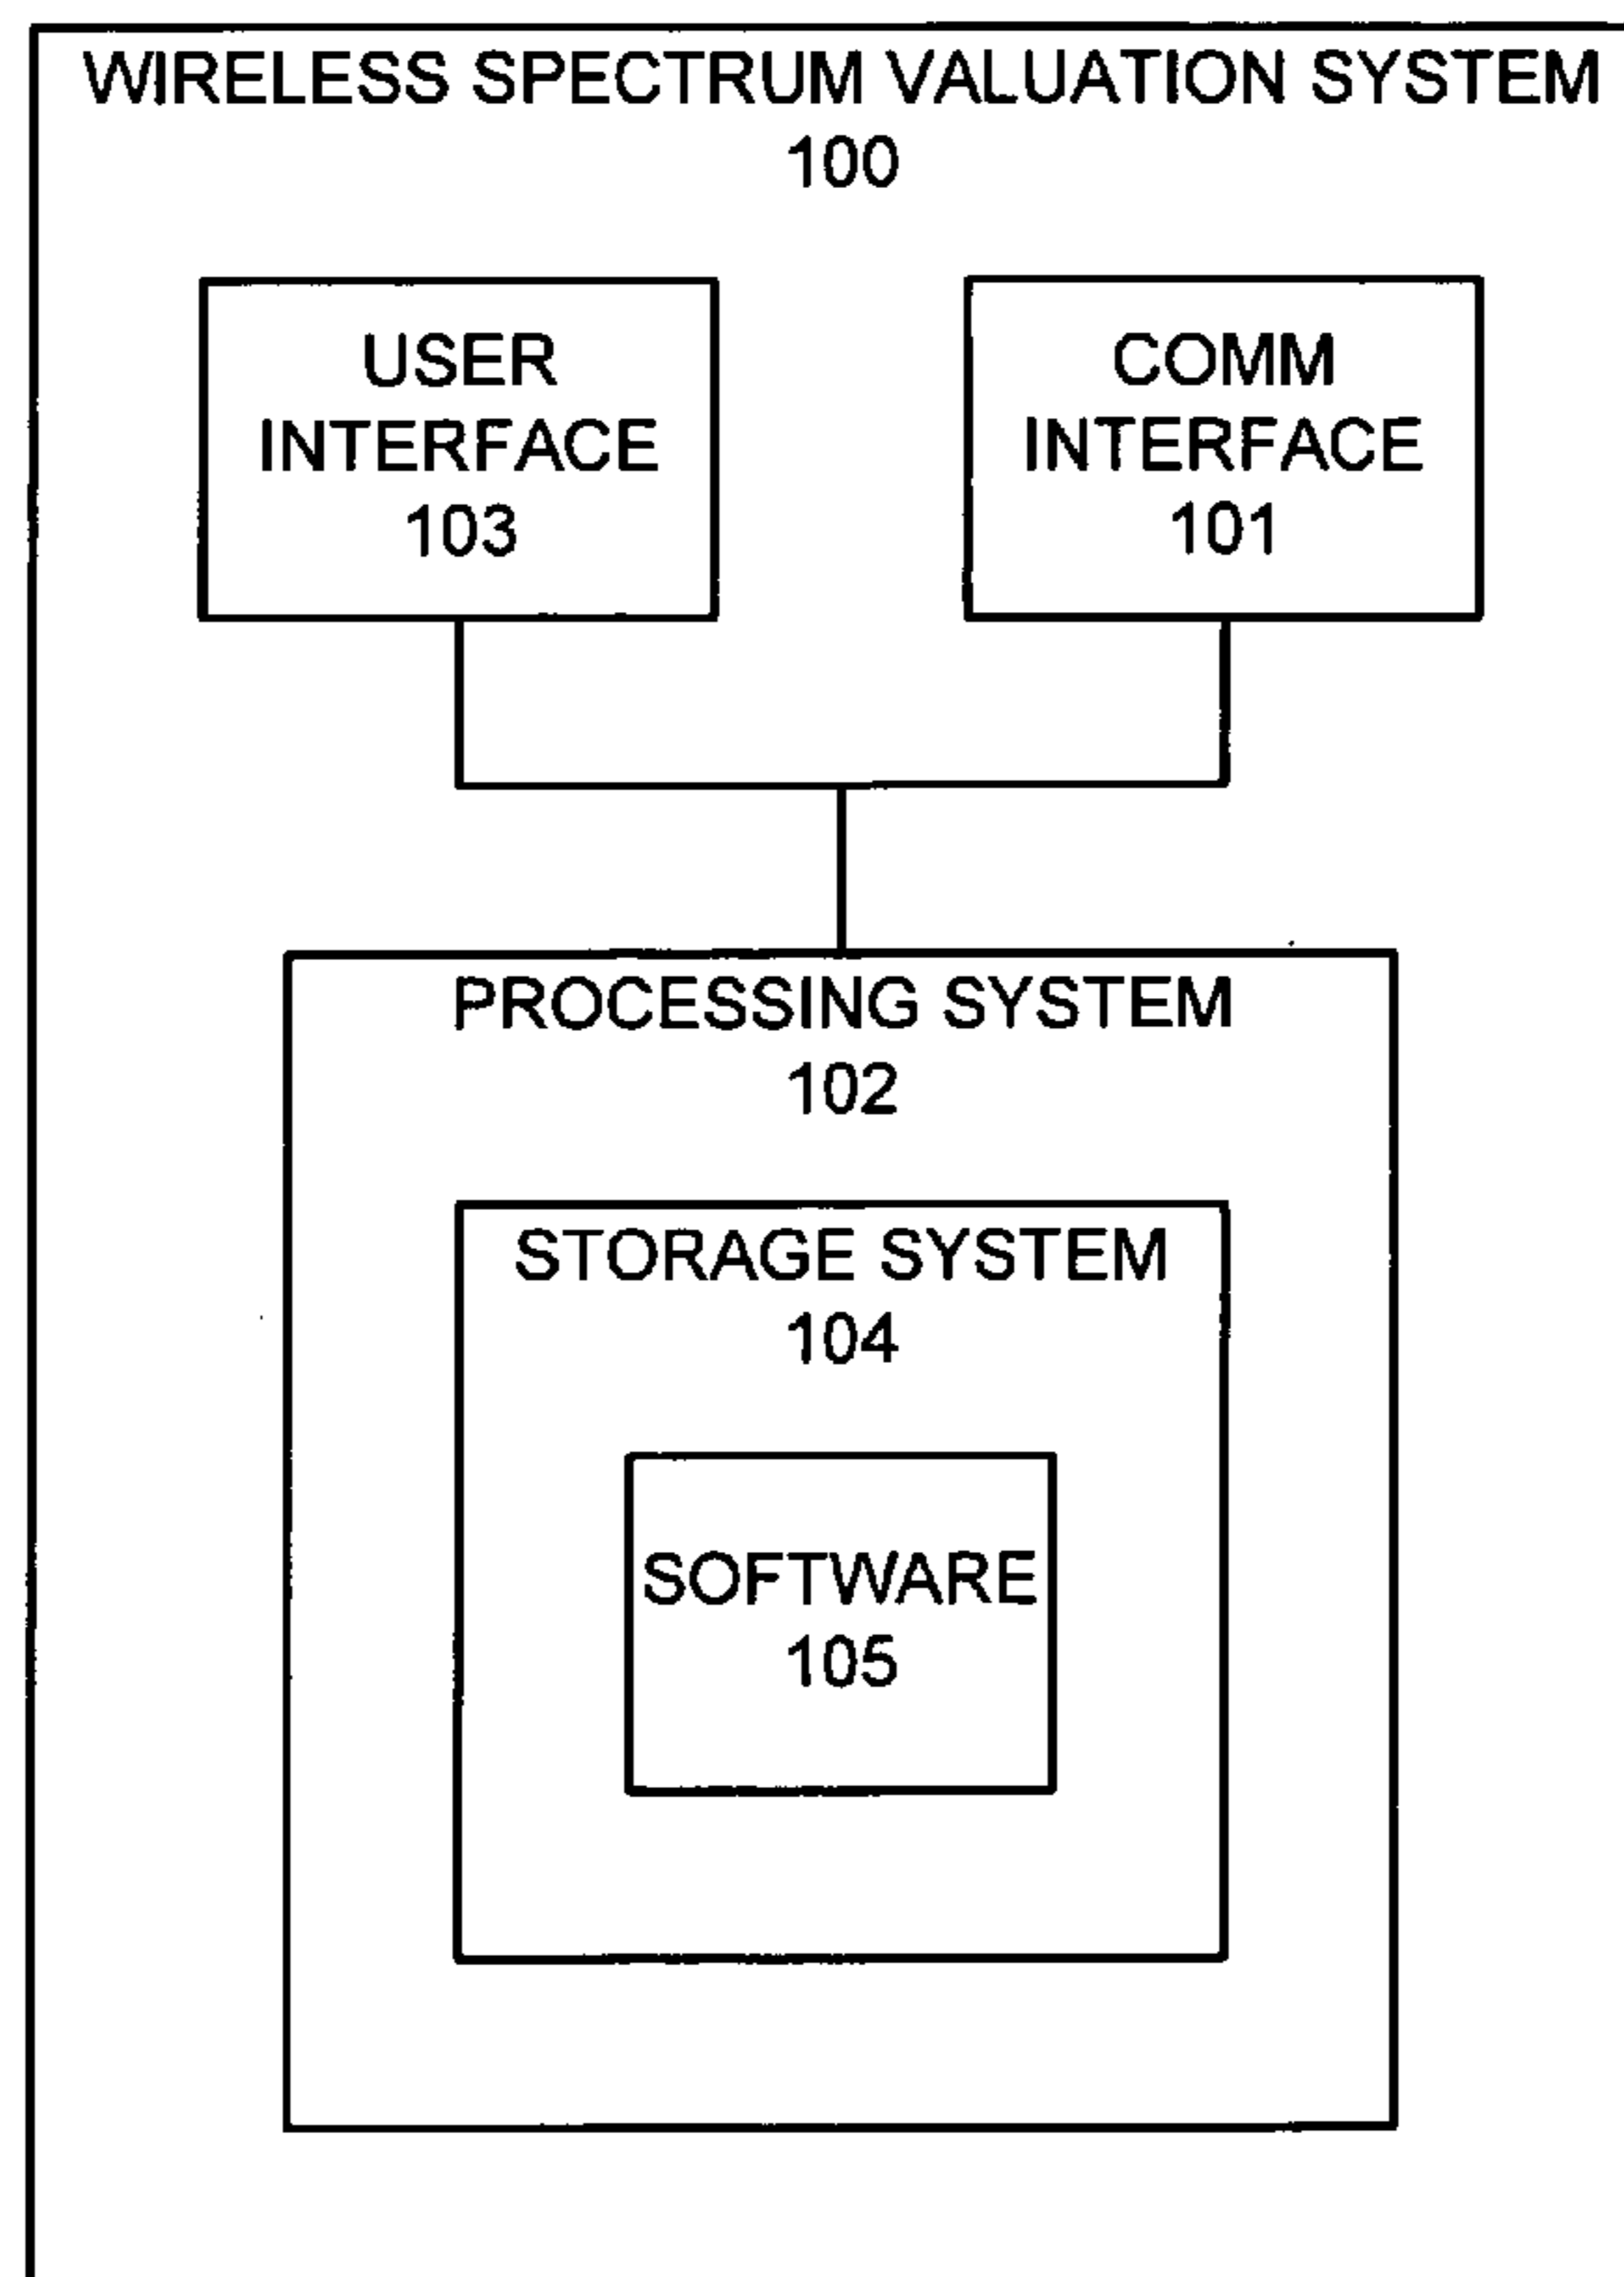 WIRELESS SPECTRUM VALUATION SYSTEM
100
USER
INTERFACE
103
COMM
INTERFACE
101
PROCESSING SYSTEM
102
STORAGE SYSTEM
104
SOFTWARE
105